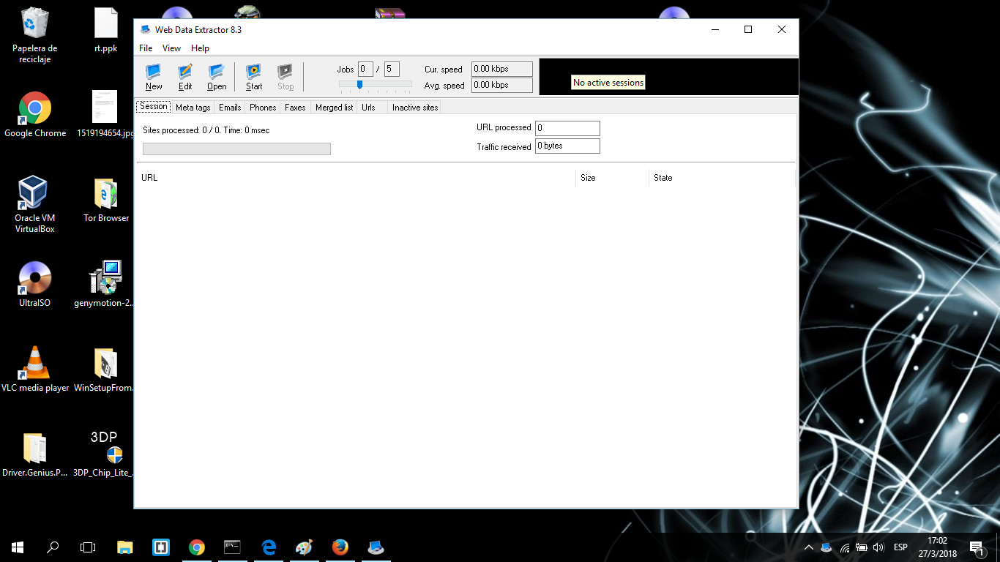 Papelera de
reciclaje
rt.ppk
Google Chrome
1519194654.jpg
Oracle VM
VirtualBox
Tor Browser
UltraISO
genymotion-2...
VLC media player
WinSetupFrom...
Driver.Genius.P...
3DP
3DP_Chip_Lite_...
Web Data Extractor 8.3
File View Help
New Edit Open Start Stop
Jobs 0 / 5
Cur. speed 0.00 kbps
Avg. speed 0.00 kbps
No active sessions
Session Meta tags Emails Phones Faxes Merged list Urls Inactive sites
Sites processed: 0 / 0. Time: 0 msec
URL processed 0
Traffic received 0 bytes
URL Size State
ESP
17:02
27/3/2018
1